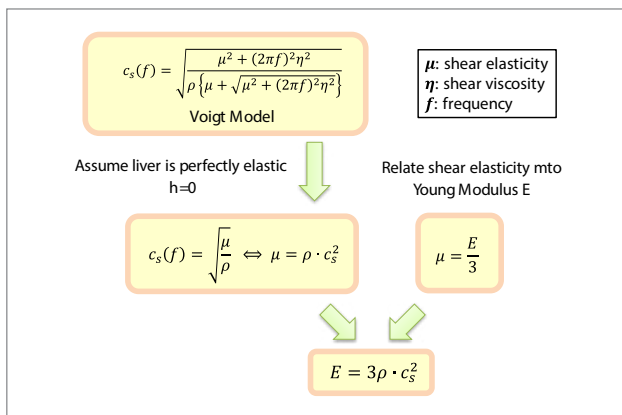 c_s(f) = √((μ² + (2πf)²η²) / (ρ {μ + √(μ² + (2πf)²η²)}))
Voigt Model
μ: shear elasticity
η: shear viscosity
f: frequency
Assume liver is perfectly elastic
h=0
Relate shear elasticity mto
Young Modulus E
c_s(f) = √(μ/ρ) ⇔ μ = ρ · c_s²
μ = E/3
E = 3ρ · c_s²